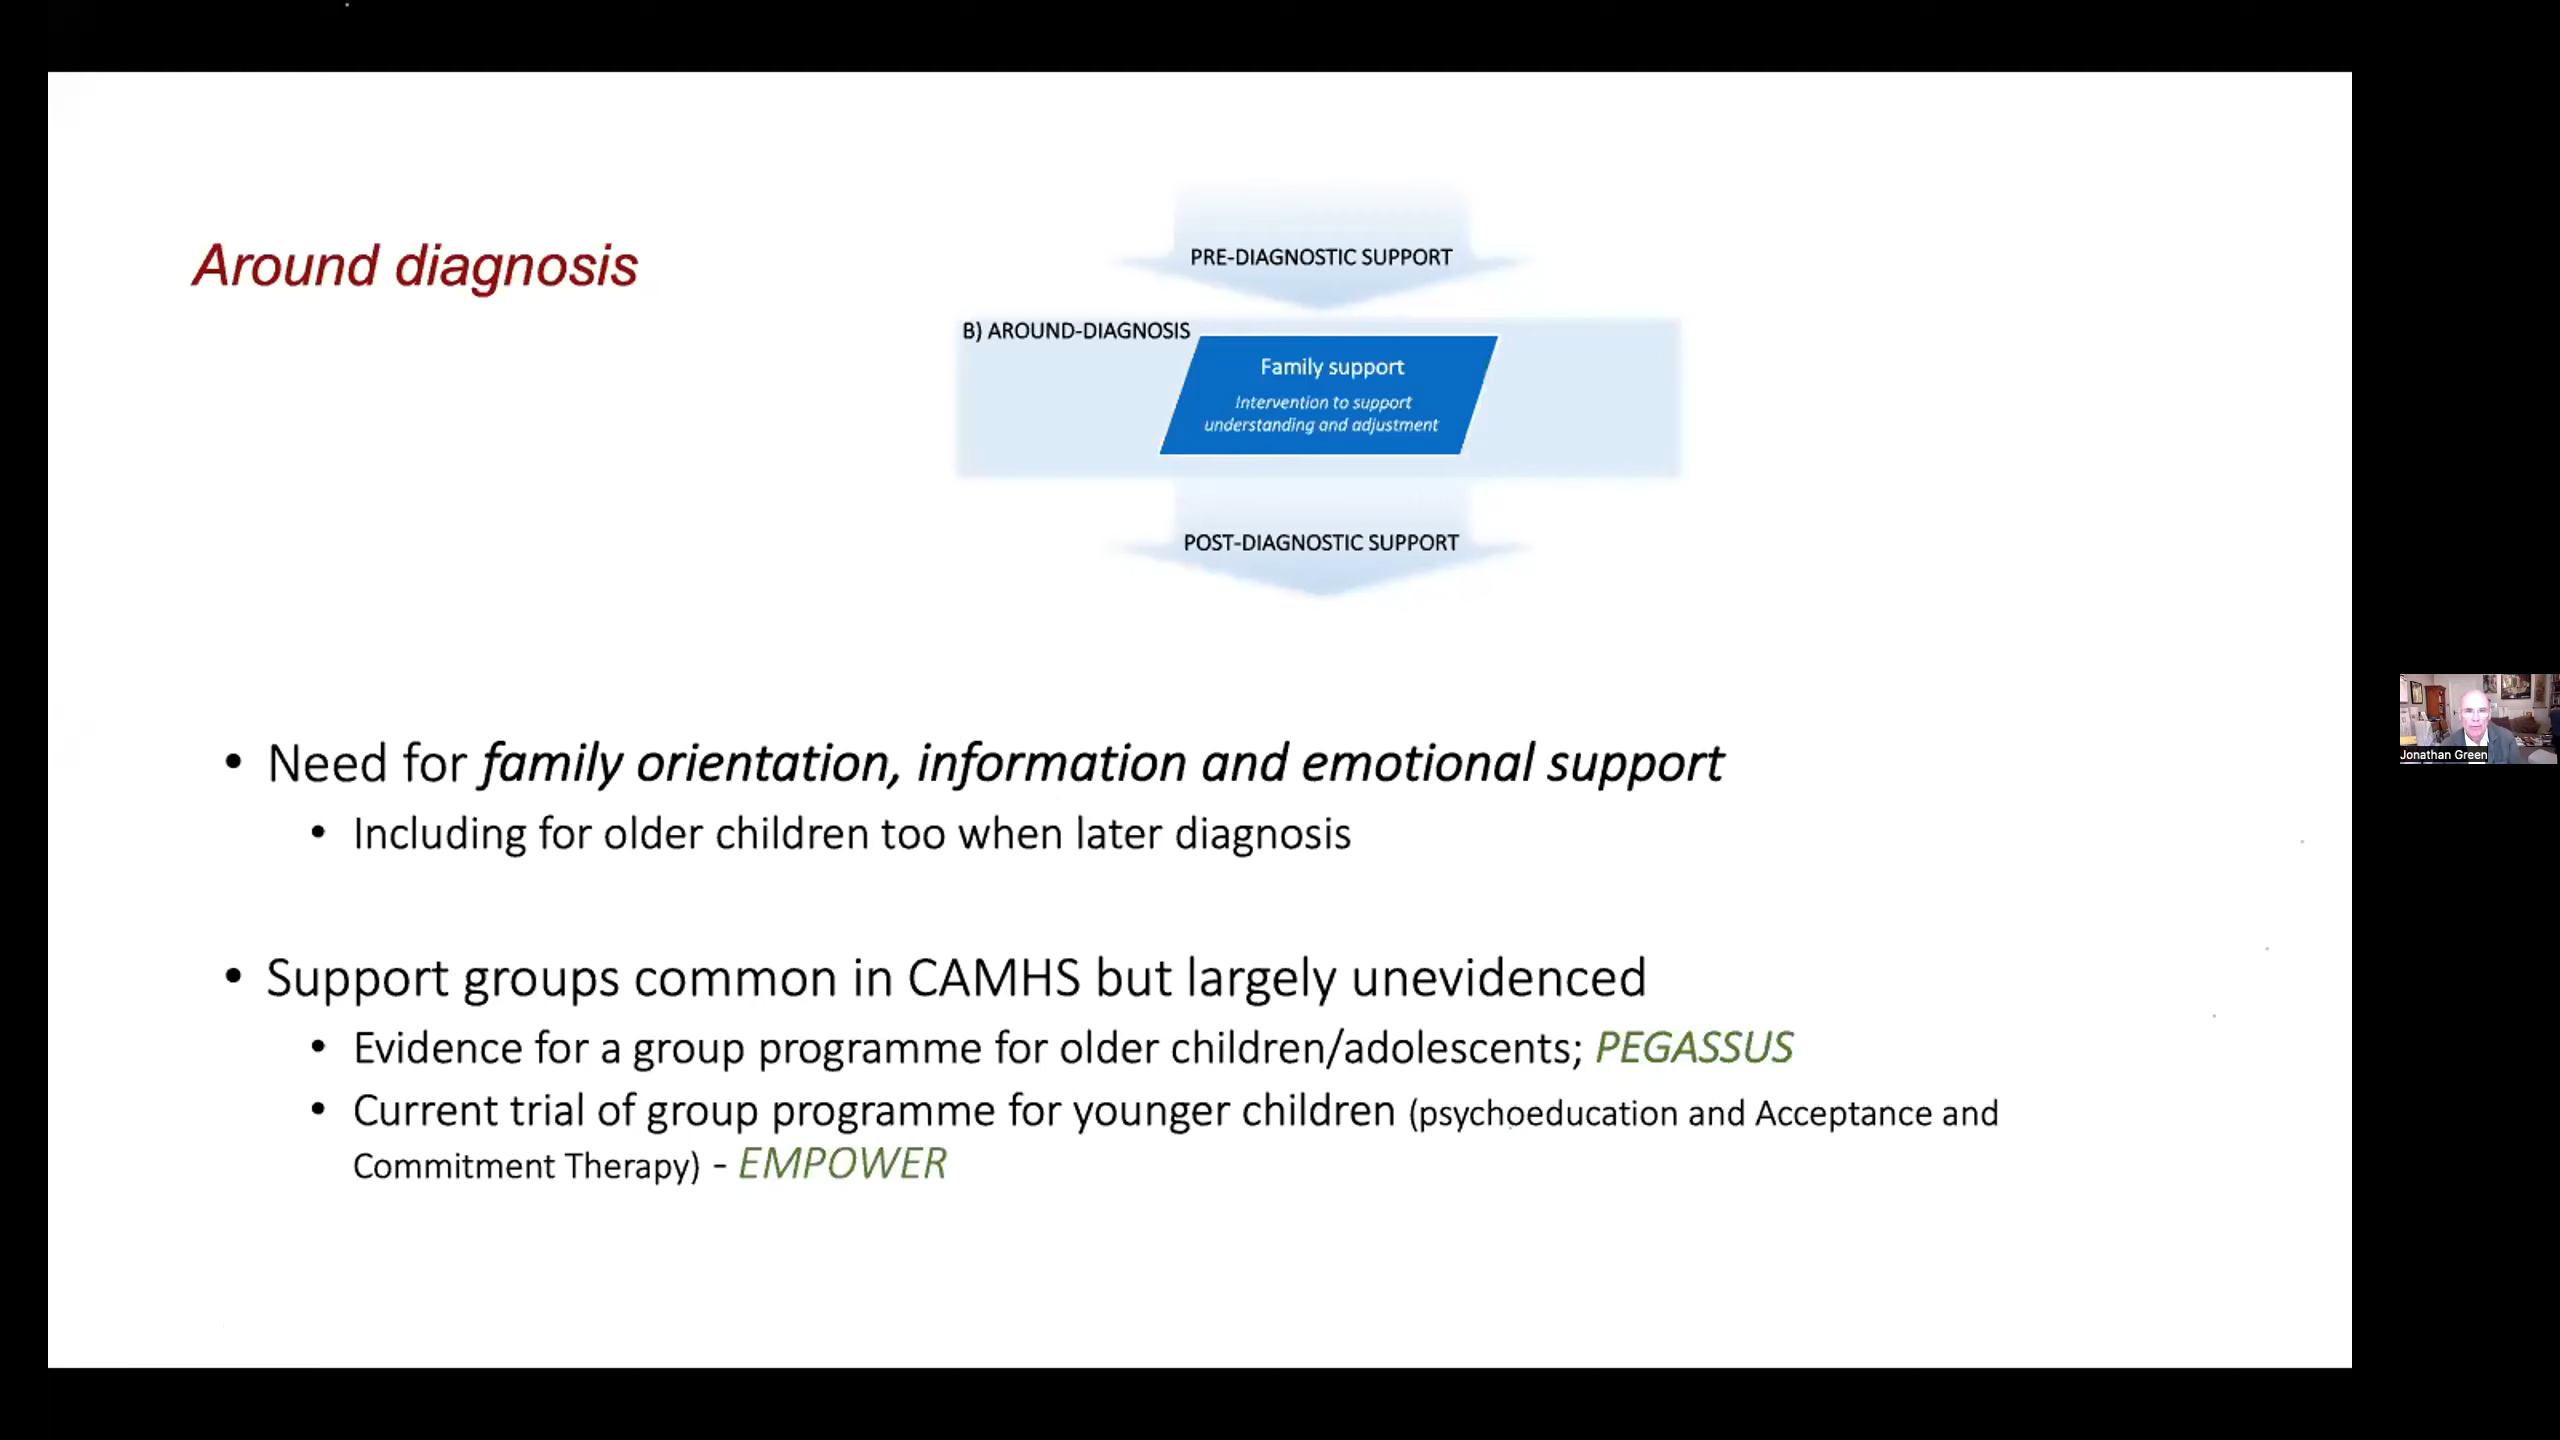 Around diagnosis
PRE-DIAGNOSTIC SUPPORT
B) AROUND-DIAGNOSIS
Family support
Intervention to support
understanding and adjustment
POST-DIAGNOSTIC SUPPORT
• Need for family orientation, information and emotional support
• Including for older children too when later diagnosis
• Support groups common in CAMHS but largely unevidenced
• Evidence for a group programme for older children/adolescents; PEGASSUS
• Current trial of group programme for younger children (psychoeducation and Acceptance and
Commitment Therapy) - EMPOWER
Jonathan Green